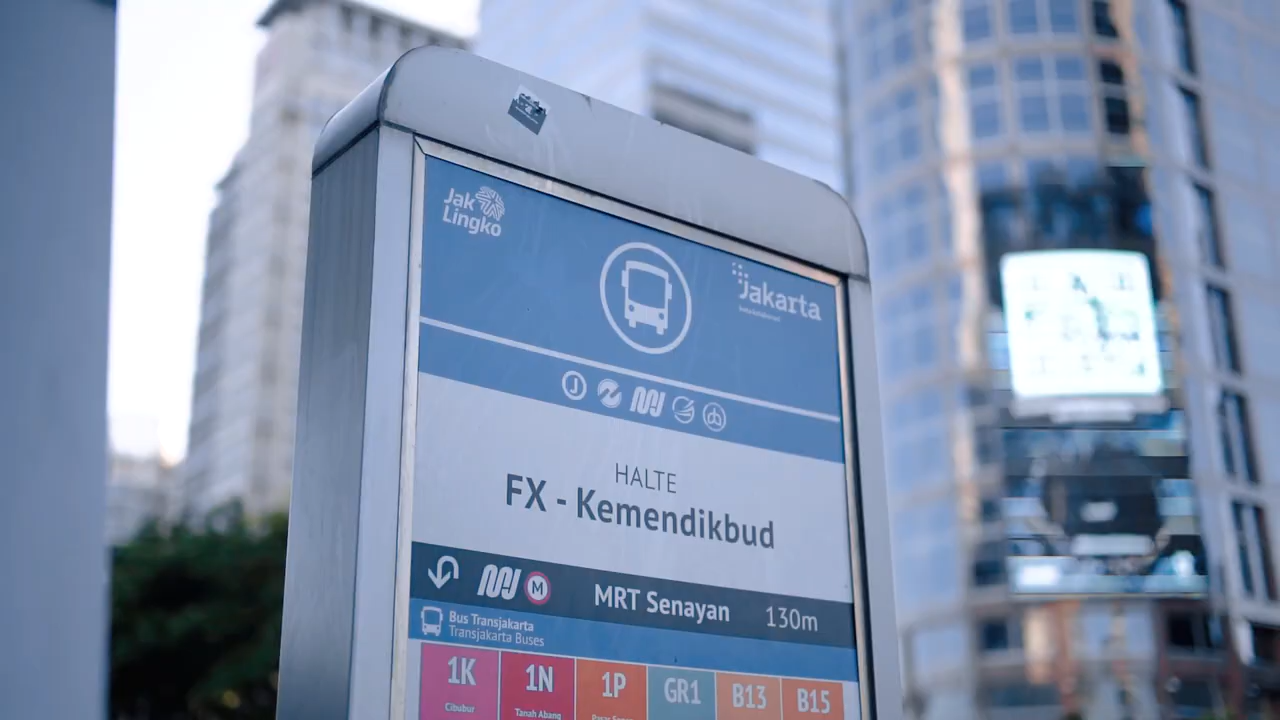 Jak
Lingko
jakarta
J
HALTE
FX - Kemendikbud
M
MRT Senayan
130m
Bus Transjakarta
Transjakarta Buses
1K
1N
1P
GR1
B13
B15
Cibubur
Tanah Abang